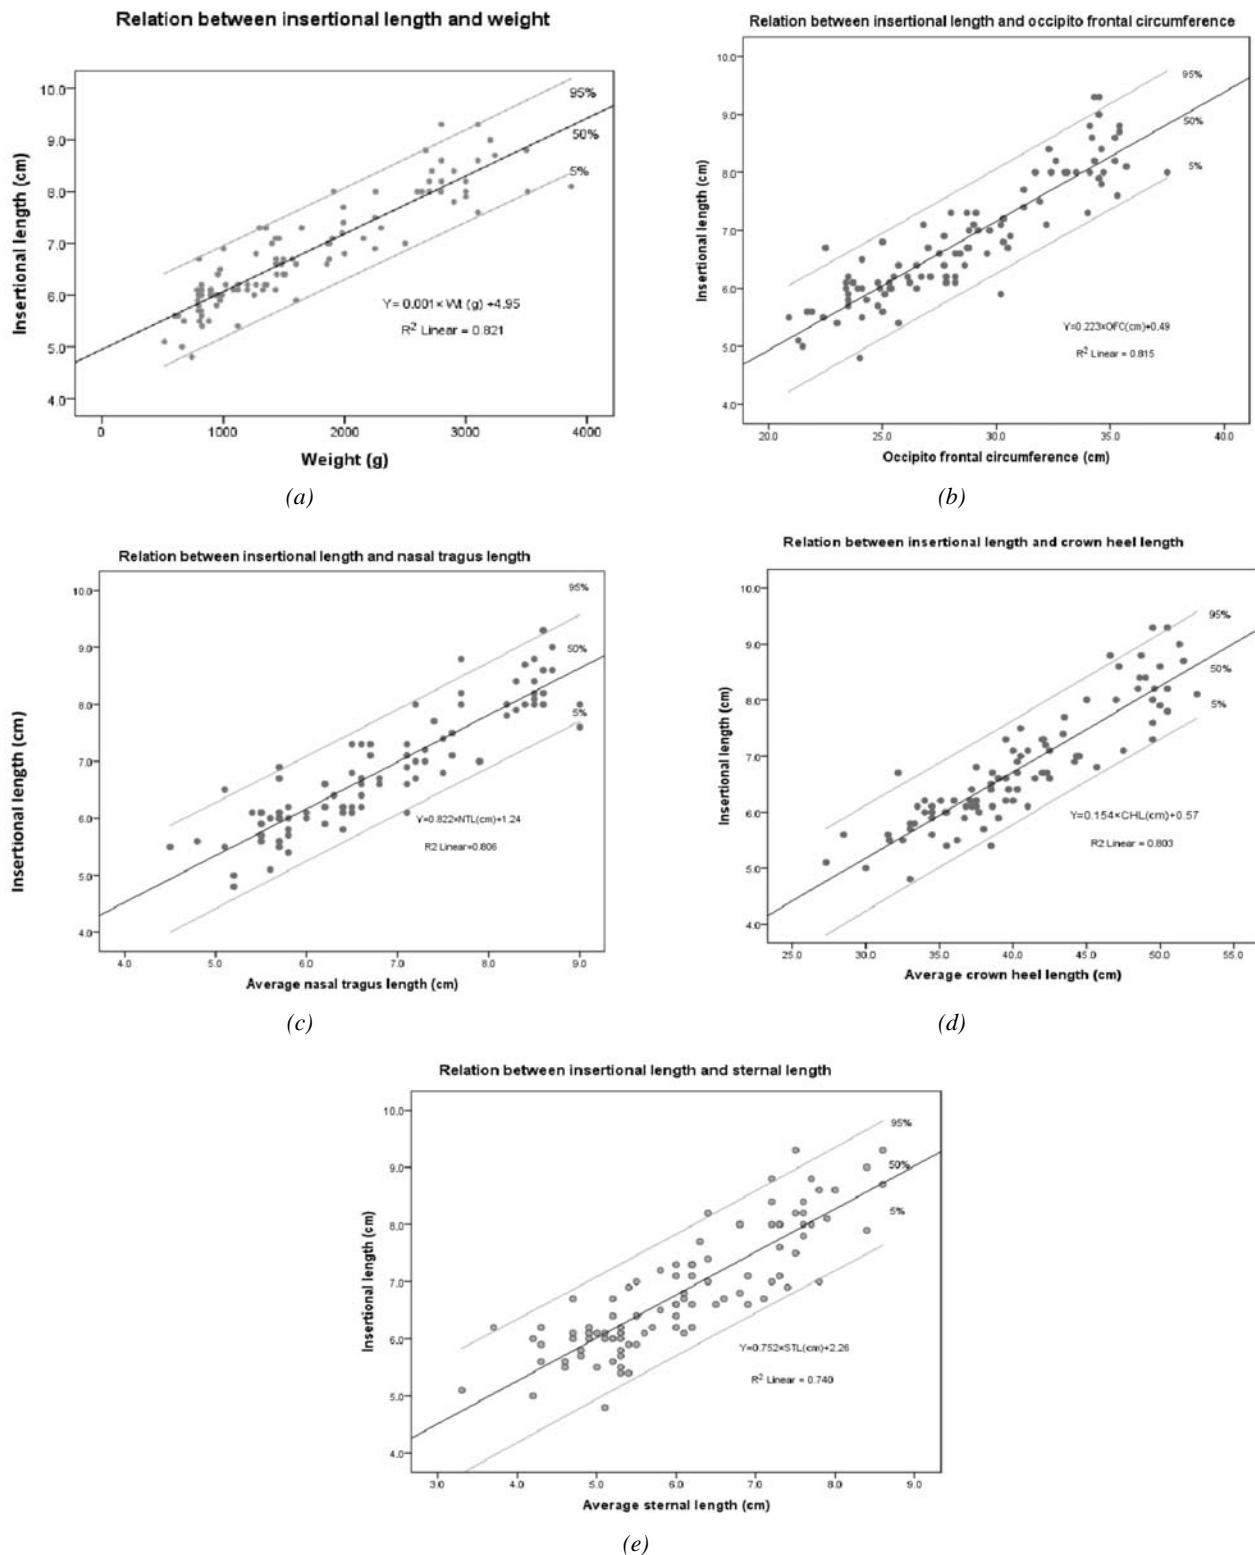 Relation between insertional length and weight
Insertional length (cm)
10.0
9.0
8.0
7.0
6.0
5.0
4.0
95%
50%
5%
Y= 0.001× Wt (g) +4.95
R² Linear = 0.821
0 1000 2000 3000 4000
Weight (g)
(a)
Relation between insertional length and occipito frontal circumference
Insertional length (cm)
10.0
9.0
8.0
7.0
6.0
5.0
4.0
95%
50%
5%
Y=0.223×OFC(cm)+0.49
R² Linear = 0.815
20.0 25.0 30.0 35.0 40.0
Occipito frontal circumference (cm)
(b)
Relation between insertional length and nasal tragus length
Insertional length (cm)
10.0
9.0
8.0
7.0
6.0
5.0
4.0
95%
50%
5%
Y=0.822×NTL(cm)+1.24
R2 Linear=0.806
4.0 5.0 6.0 7.0 8.0 9.0
Average nasal tragus length (cm)
(c)
Relation between insertional length and crown heel length
Insertional length (cm)
10.0
9.0
8.0
7.0
6.0
5.0
4.0
95%
50%
5%
Y=0.154×CHL(cm)+0.57
R2 Linear = 0.803
25.0 30.0 35.0 40.0 45.0 50.0 55.0
Average crown heel length (cm)
(d)
Relation between insertional length and sternal length
Insertional length (cm)
10.0
9.0
8.0
7.0
6.0
5.0
4.0
95%
50%
5%
Y=0.752×STL(cm)+2.26
R² Linear = 0.740
3.0 4.0 5.0 6.0 7.0 8.0 9.0
Average sternal length (cm)
(e)